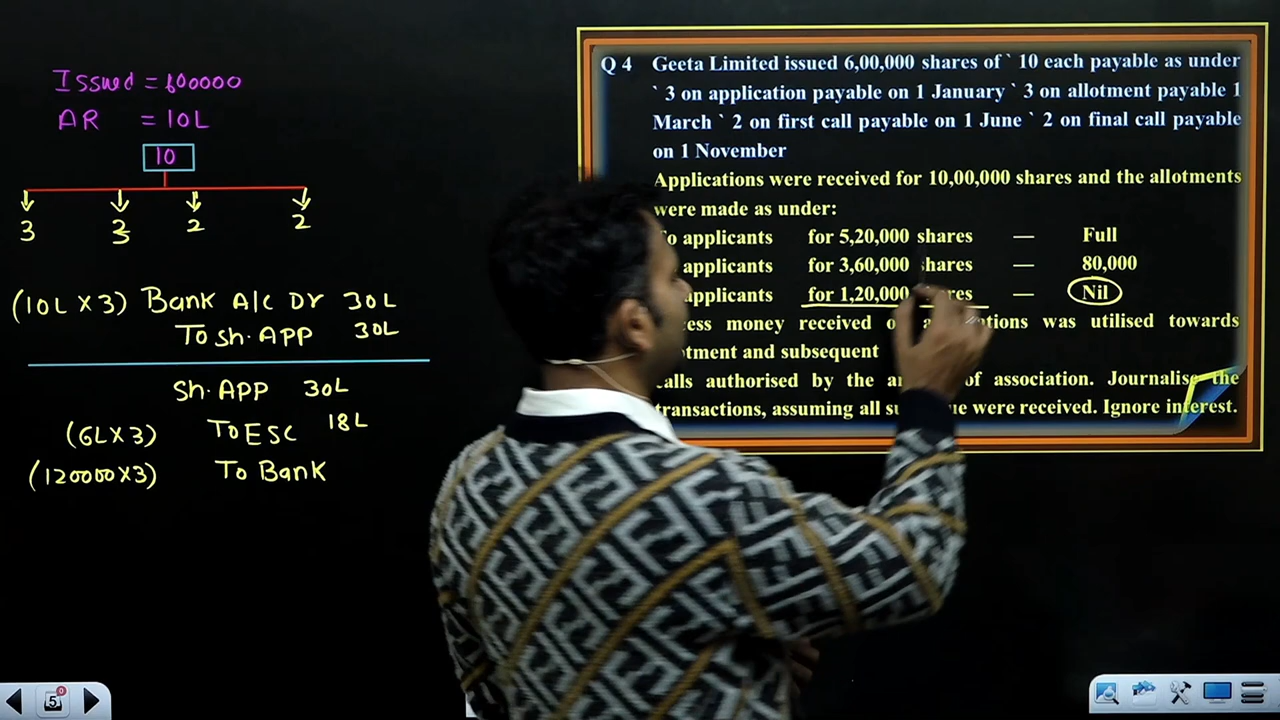 Issued = 600000
AR = 10L
10
3 3 2 2
(10L X 3) Bank A/c Dr 30L
To Sh. APP 30L
Sh. APP 30L
(6L X 3) To ESC 18L
(120000 X 3) To Bank
Q 4 Geeta Limited issued 6,00,000 shares of ` 10 each payable as under
` 3 on application payable on 1 January ` 3 on allotment payable 1
March ` 2 on first call payable on 1 June ` 2 on final call payable
on 1 November
Applications were received for 10,00,000 shares and the allotments
were made as under:
applicants for 5,20,000 shares — Full
applicants for 3,60,000 shares — 80,000
applicants for 1,20,000 — Nil
money received was utilised towards
and subsequent
calls authorised by the of association. Journalise the
transactions, assuming all were received. Ignore interest.
5
0